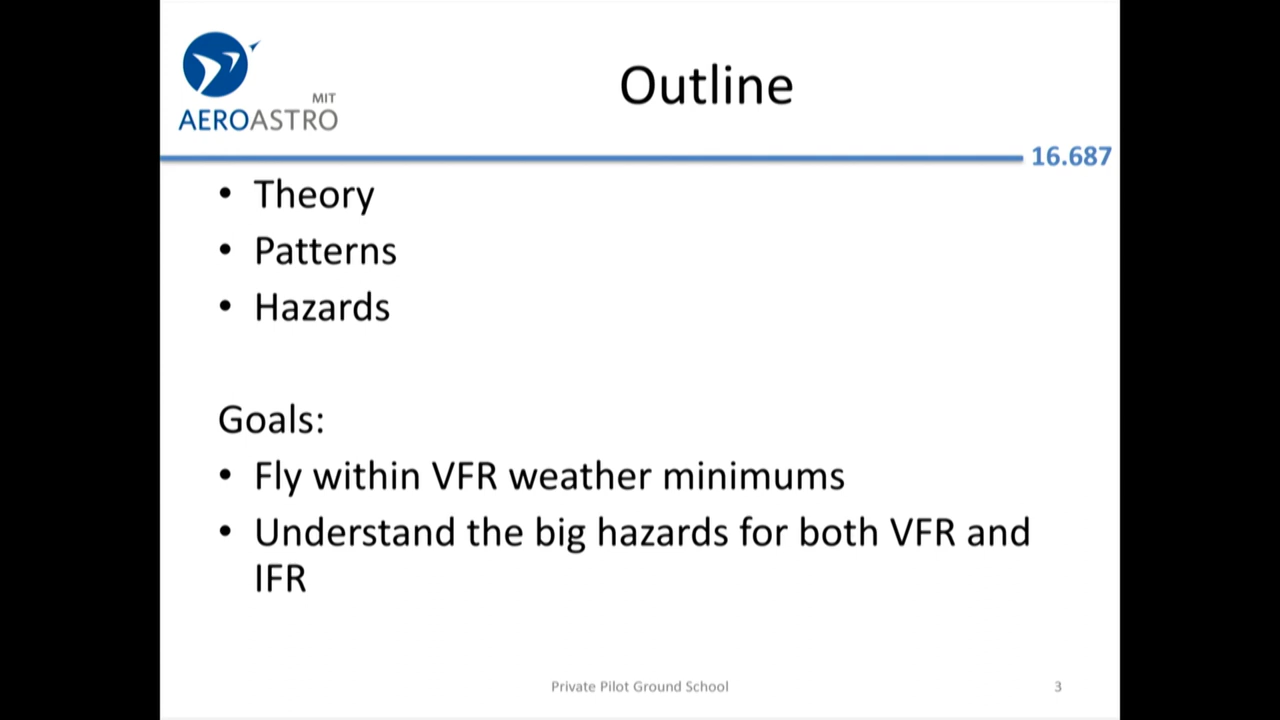 MIT
AEROASTRO
Outline
16.687
• Theory
• Patterns
• Hazards
Goals:
• Fly within VFR weather minimums
• Understand the big hazards for both VFR and
IFR
Private Pilot Ground School
3